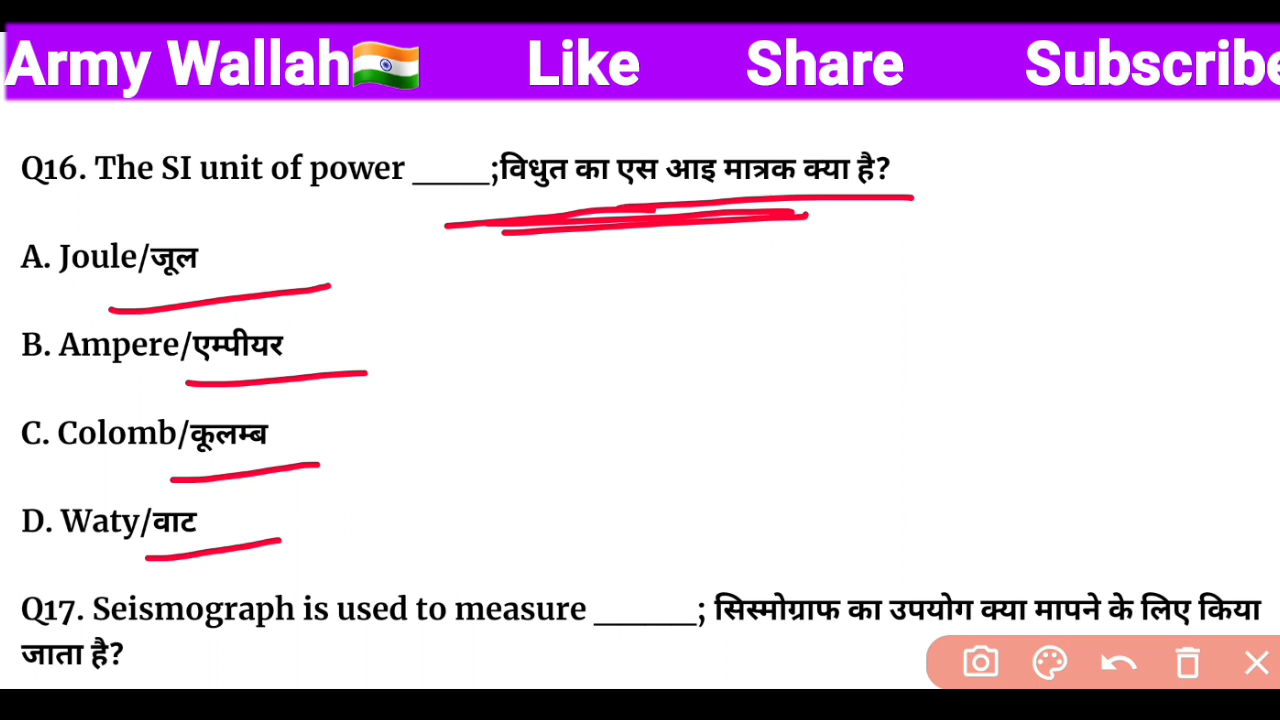 Army Wallah🇮🇳 Like Share Subscribe
Q16. The SI unit of power _____;विधुत का एस आइ मात्रक क्या है?
A. Joule/जूल
B. Ampere/एम्पीयर
C. Colomb/कूलम्ब
D. Waty/वाट
Q17. Seismograph is used to measure ______; सिस्मोग्राफ का उपयोग क्या मापने के लिए किया
जाता है?